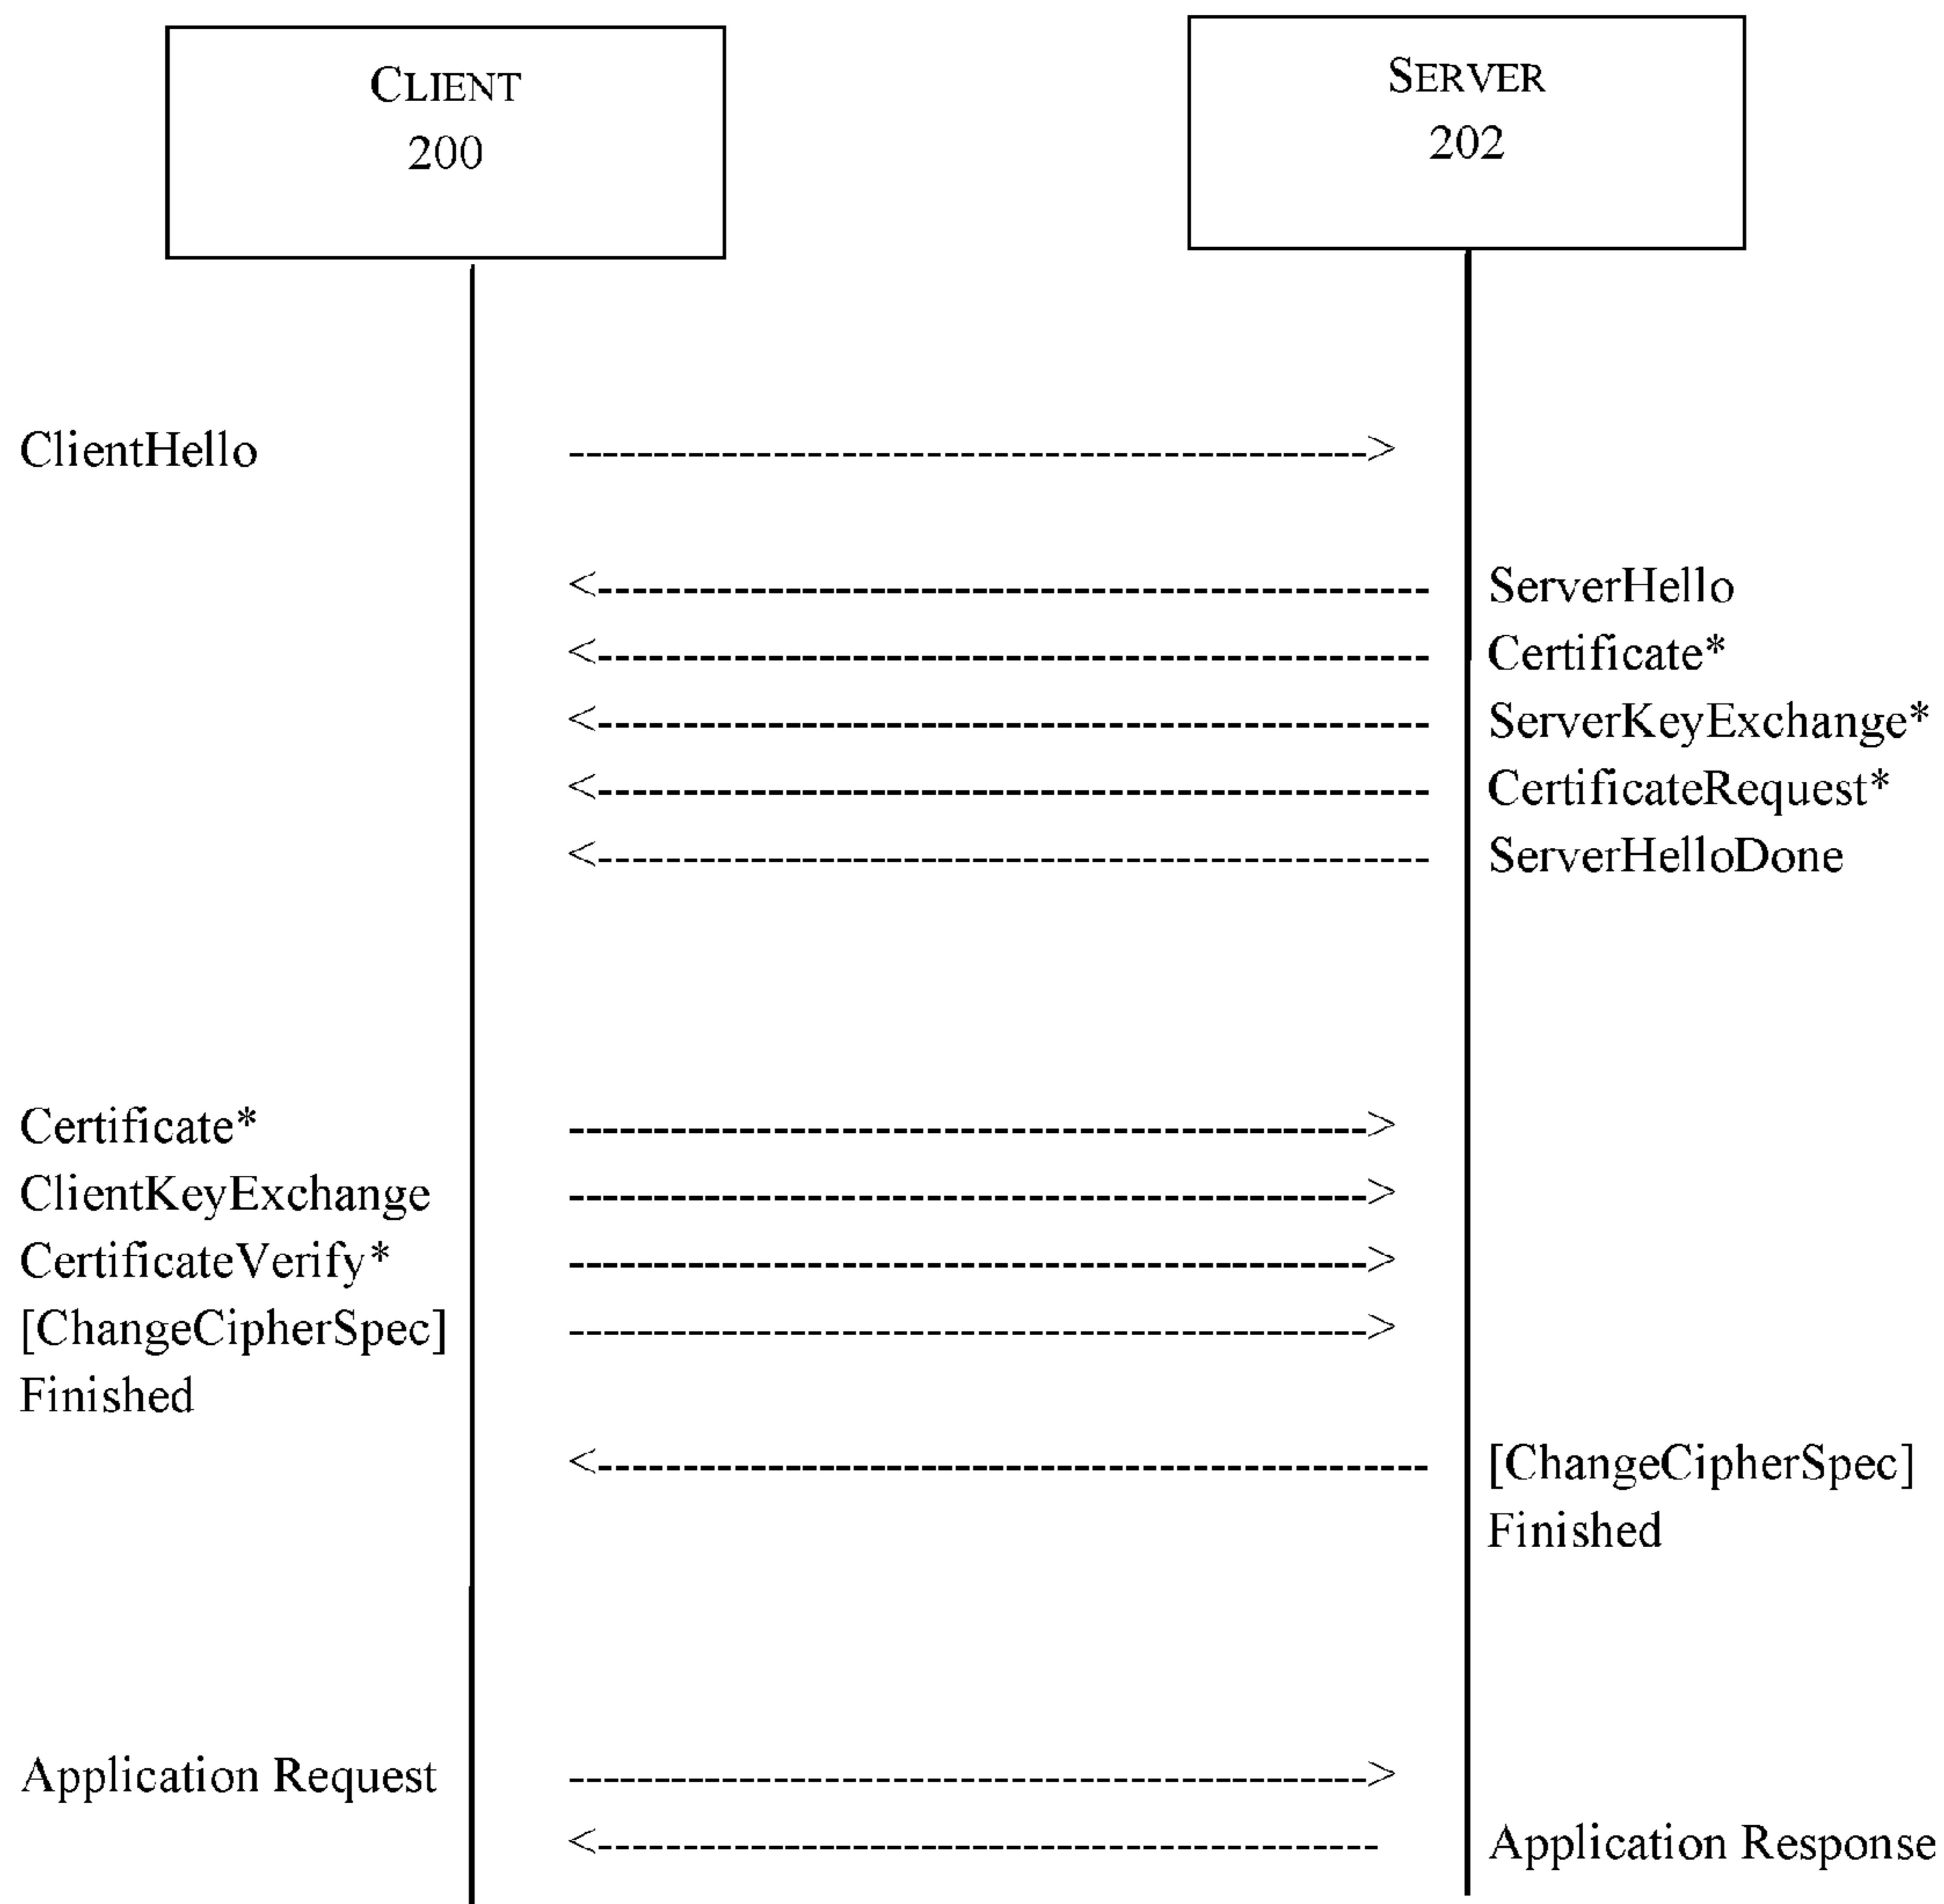 CLIENT
200
SERVER
202
ClientHello
ServerHello
Certificate*
ServerKeyExchange*
CertificateRequest*
ServerHelloDone
Certificate*
ClientKeyExchange
CertificateVerify*
[ChangeCipherSpec]
Finished
[ChangeCipherSpec]
Finished
Application Request
Application Response